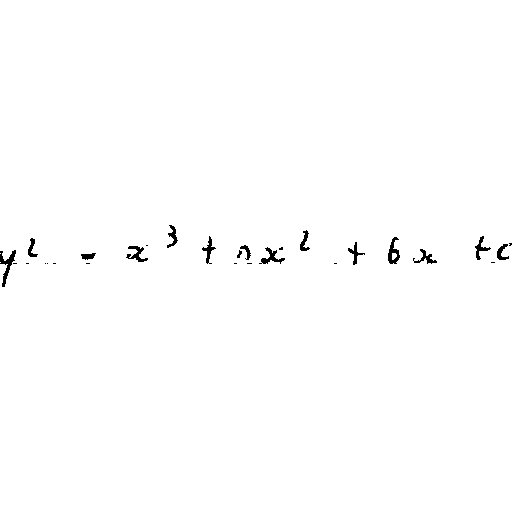 y² = x³ + ax² + bx + c